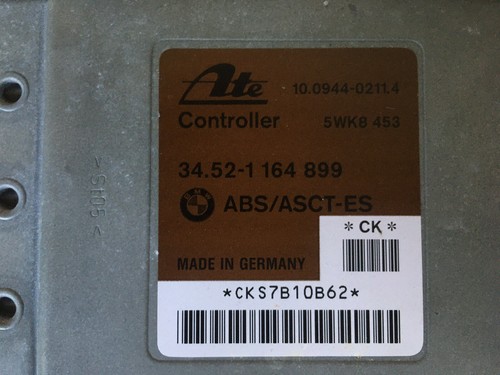 Ate
10.0944-0211.4
Controller
5WK8 453
34.52-1 164 899
BMW
ABS/ASCT-ES
*CK*
MADE IN GERMANY
*CKS7B10B62*